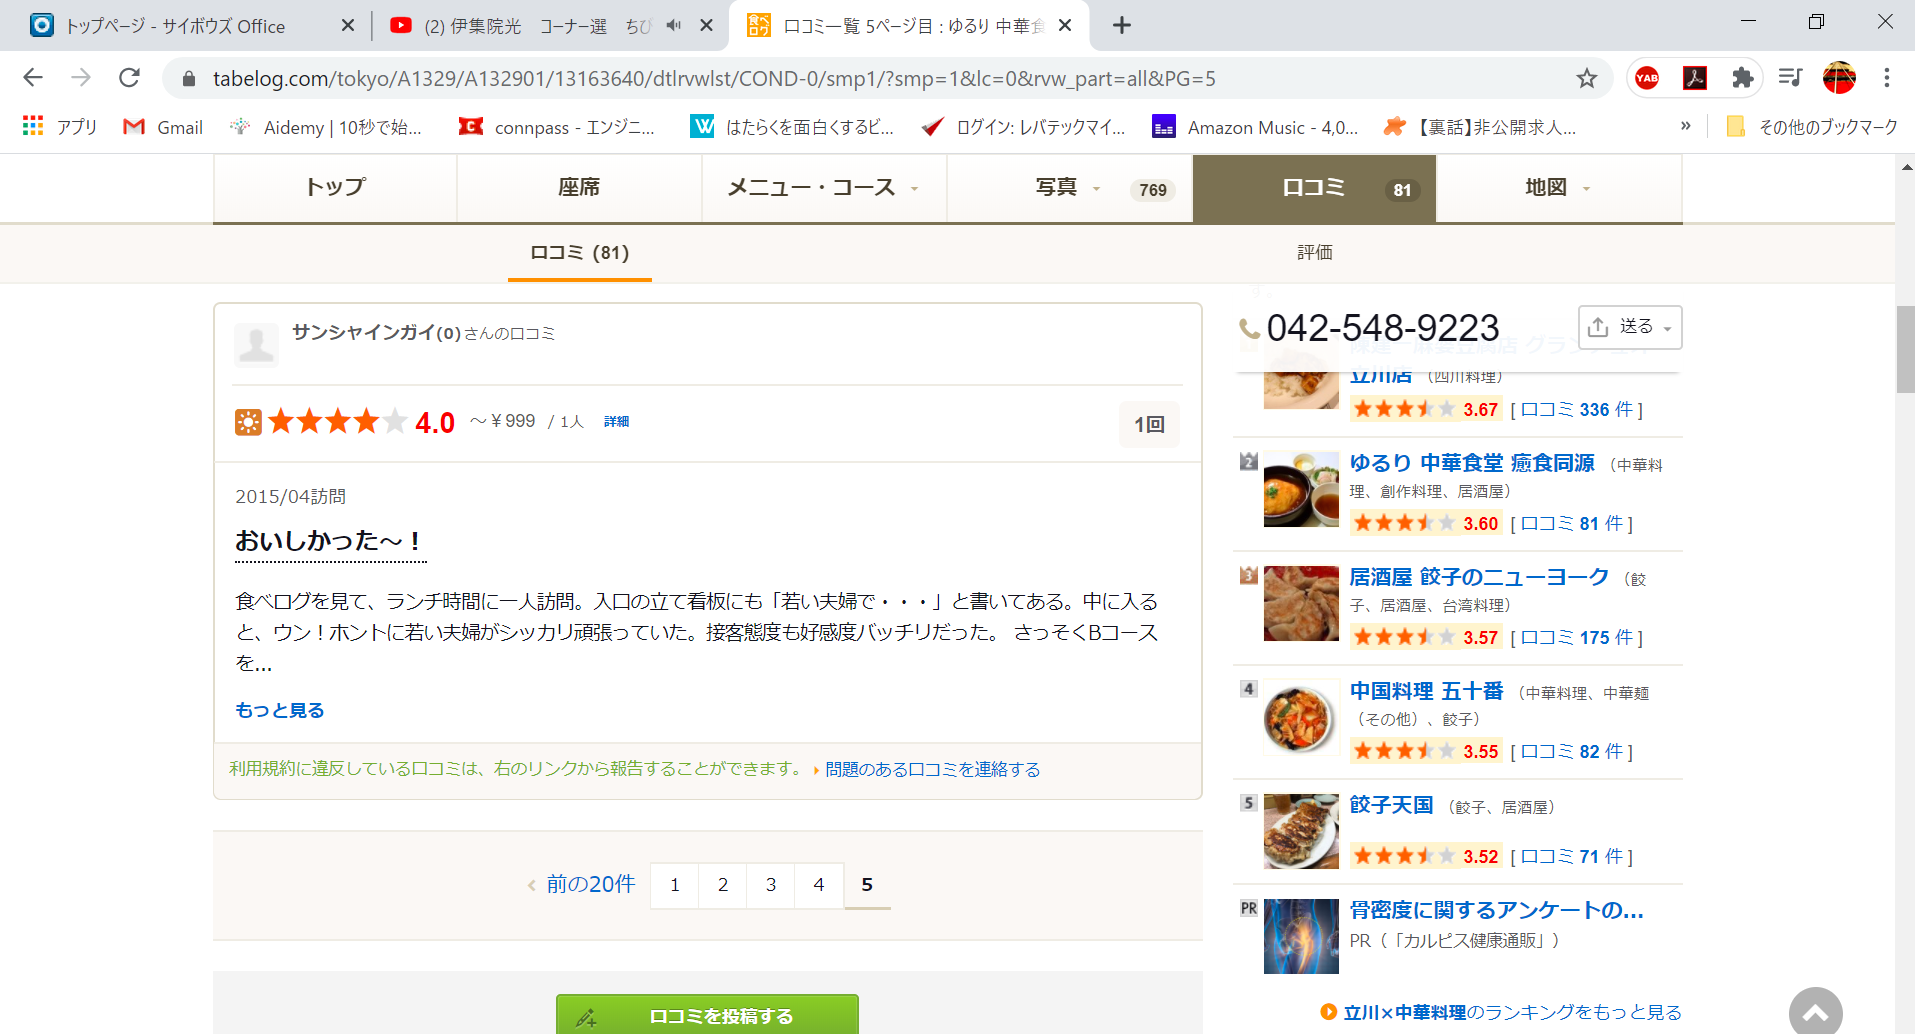 トップページ - サイボウズ Office
(2) 伊集院光　コーナー選　ちび
口コミ一覧 5ページ目 : ゆるり 中華食
tabelog.com/tokyo/A1329/A132901/13163640/dtlrvwlst/COND-0/smp1/?smp=1&lc=0&rvw_part=all&PG=5
YAB
アプリ
Gmail
Aidemy | 10秒で始...
connpass - エンジニ...
はたらくを面白くするビ...
ログイン: レバテックマイ...
Amazon Music - 4,0...
【裏話】非公開求人...
»
その他のブックマーク
トップ
座席
メニュー・コース
写真 769
口コミ 81
地図
口コミ (81)
評価
サンシャインガイ(0)さんの口コミ
4.0 ～￥999 / 1人 詳細
1回
2015/04訪問
おいしかった～！
食べログを見て、ランチ時間に一人訪問。入口の立て看板にも「若い夫婦で・・・」と書いてある。中に入る
と、ウン！ホントに若い夫婦がシッカリ頑張っていた。接客態度も好感度バッチリだった。 さっそくBコース
を...
もっと見る
利用規約に違反している口コミは、右のリンクから報告することができます。 問題のある口コミを連絡する
前の20件 1 2 3 4 5
口コミを投稿する
042-548-9223
送る
立川店 （四川料理）
3.67 [ 口コミ 336 件 ]
2 ゆるり 中華食堂 癒食同源 （中華料
理、創作料理、居酒屋）
3.60 [ 口コミ 81 件 ]
3 居酒屋 餃子のニューヨーク （餃
子、居酒屋、台湾料理）
3.57 [ 口コミ 175 件 ]
4 中国料理 五十番 （中華料理、中華麺
（その他）、餃子）
3.55 [ 口コミ 82 件 ]
5 餃子天国 （餃子、居酒屋）
3.52 [ 口コミ 71 件 ]
PR 骨密度に関するアンケートの...
PR（「カルピス健康通販」）
立川×中華料理のランキングをもっと見る